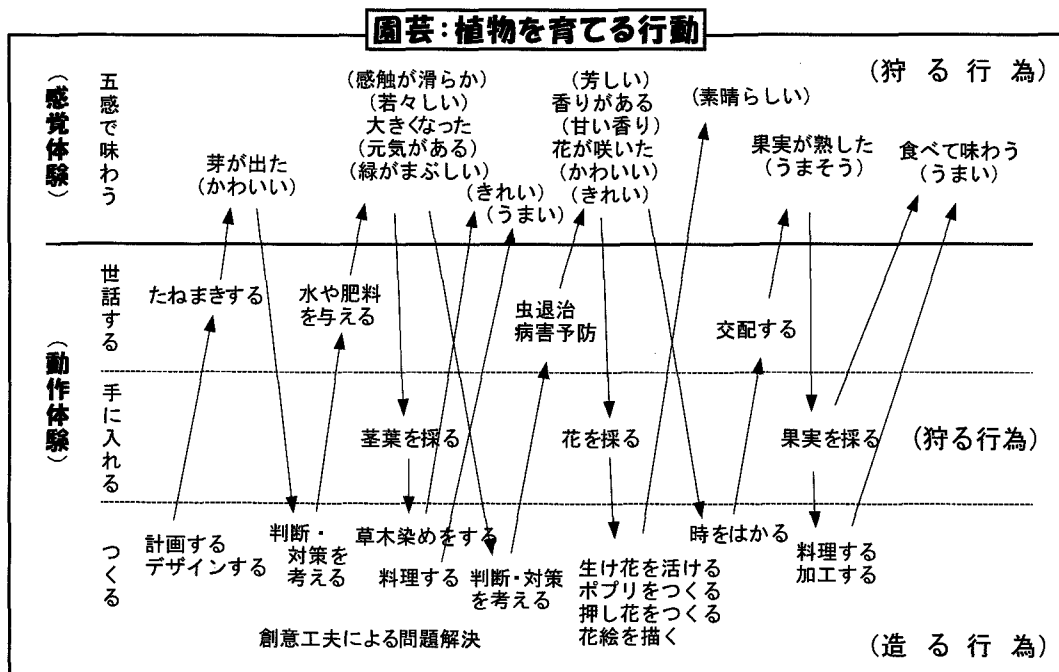 園芸:植物を育てる行動
(感覚体験)
五感で味わう
(狩る行為)
芽が出た
(かわいい)
(感触が滑らか)
(若々しい)
大きくなった
(元気がある)
(緑がまぶしい)
(きれい)
(うまい)
(芳しい)
香りがある
(甘い香り)
花が咲いた
(かわいい)
(きれい)
(素晴らしい)
果実が熟した
(うまそう)
食べて味わう
(うまい)
(動作体験)
世話する
たねまきする
水や肥料
を与える
虫退治
病害予防
交配する
手に入れる
茎葉を採る
花を採る
果実を採る
(狩る行為)
つくる
計画する
デザインする
判断・
対策を
考える
草木染めをする
料理する
判断・対策
を考える
生け花を活ける
ポプリをつくる
押し花をつくる
花絵を描く
時をはかる
料理する
加工する
創意工夫による問題解決
(造る行為)